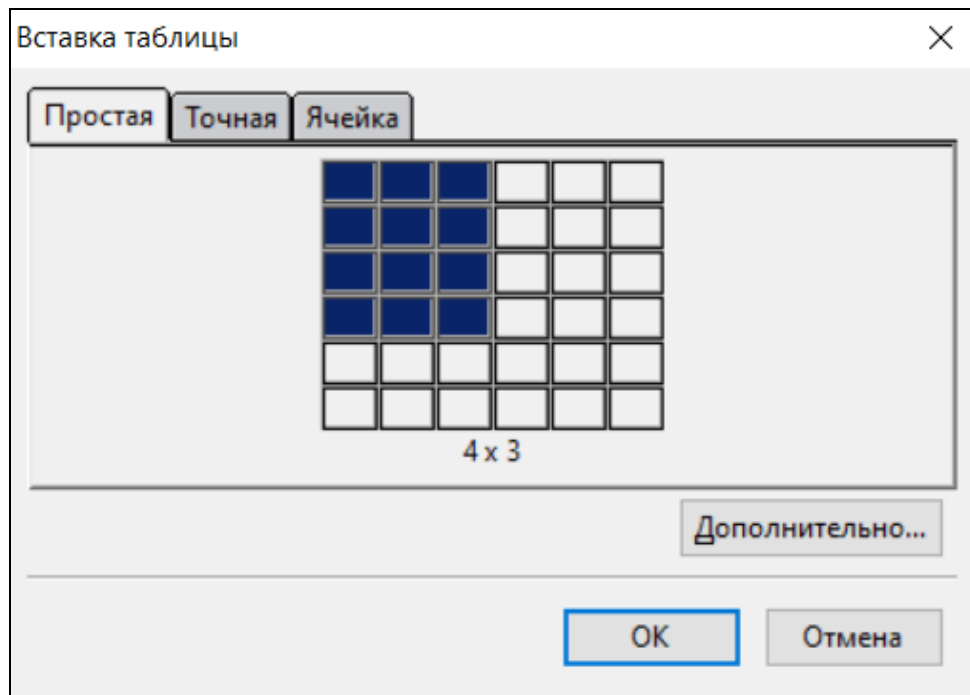 Вставка таблицы
Простая Точная Ячейка
4 x 3
Дополнительно...
OK Отмена